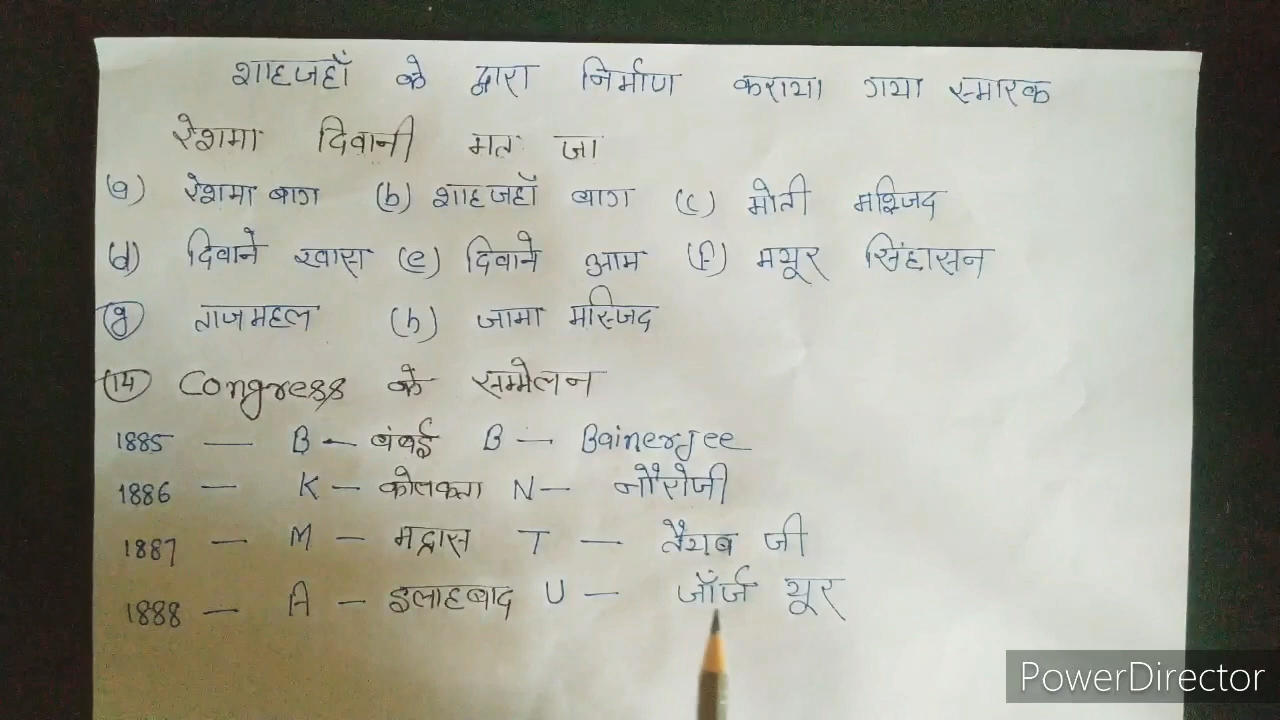 शाहजहाँ के द्वारा निर्माण कराया गया स्मारक
रेशमा दिवानी मत जा
(a) रेशमा बाग (b) शाहजहाँ बाग (c) मोती मस्जिद
(d) दिवाने खास (e) दिवाने आम (f) मयूर सिंहासन
(g) ताजमहल (h) जामा मस्जिद
(14) Congress के सम्मेलन
1885 — B — बंबई B — Bainerjee
1886 — K — कोलकता N — नौरोजी
1887 — M — मद्रास T — तैयब जी
1888 — A — इलाहबाद U — जॉर्ज यूर
PowerDirector